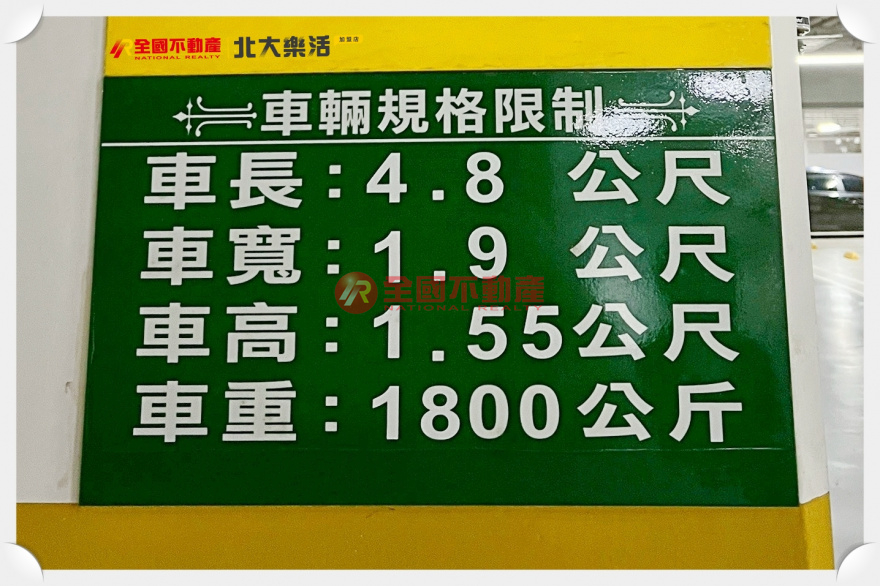 全國不動產 北大樂活 加盟店
NATIONAL REALTY
車輛規格限制
車長:4.8 公尺
車寬:1.9 公尺
全國不動產
NATIONAL REALTY
車高:1.55公尺
車重:1800公斤